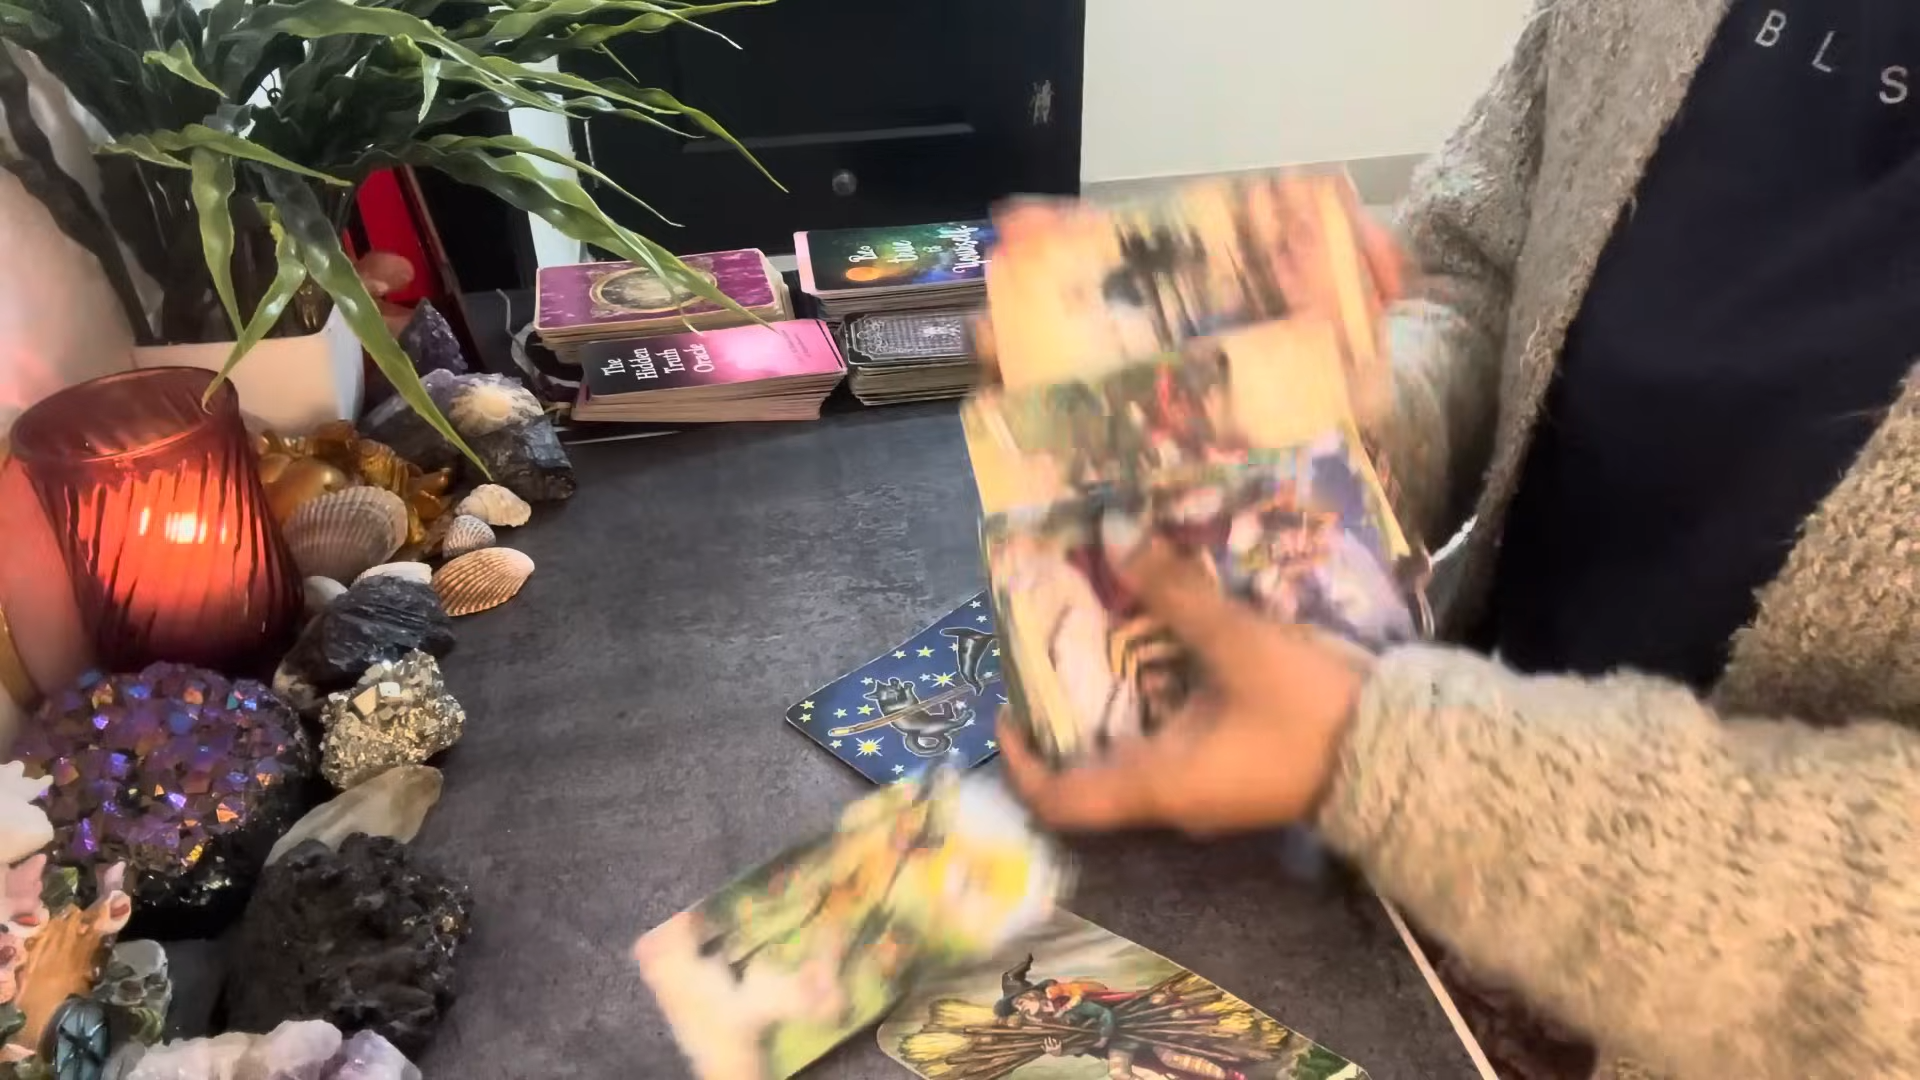 B L S
Be
true
to
Yourself
The
Hidden
Truth
Oracle